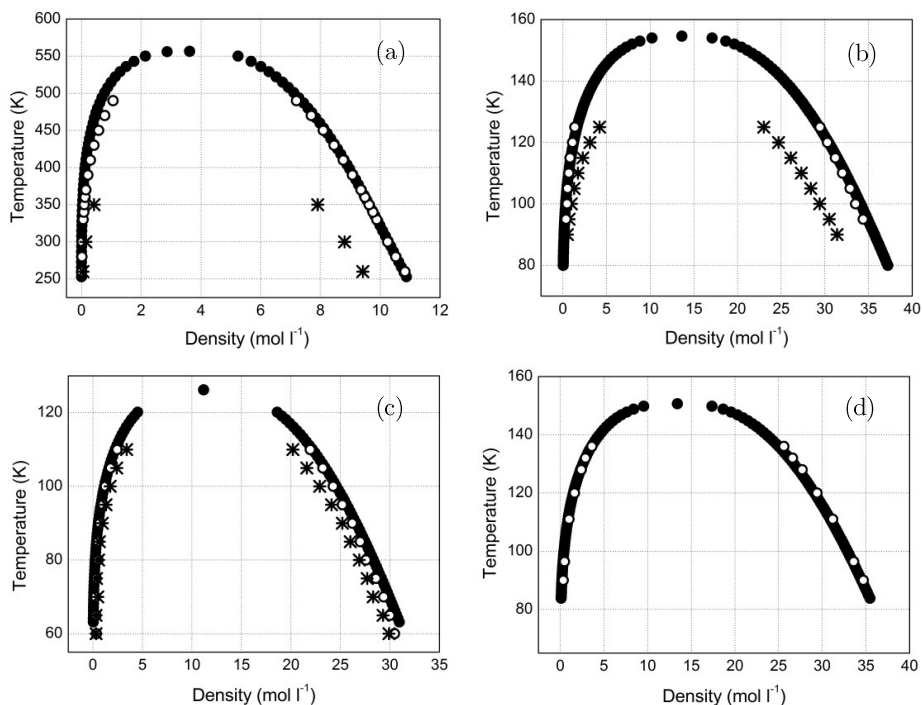 600
550
500
450
400
350
300
250
Temperature (K)
(a)
0 2 4 6 8 10 12
Density (mol l⁻¹)
160
140
120
100
80
Temperature (K)
(b)
0 5 10 15 20 25 30 35 40
Density (mol l⁻¹)
120
100
80
60
Temperature (K)
(c)
0 5 10 15 20 25 30 35
Density (mol l⁻¹)
160
140
120
100
80
Temperature (K)
(d)
0 5 10 15 20 25 30 35 40
Density (mol l⁻¹)